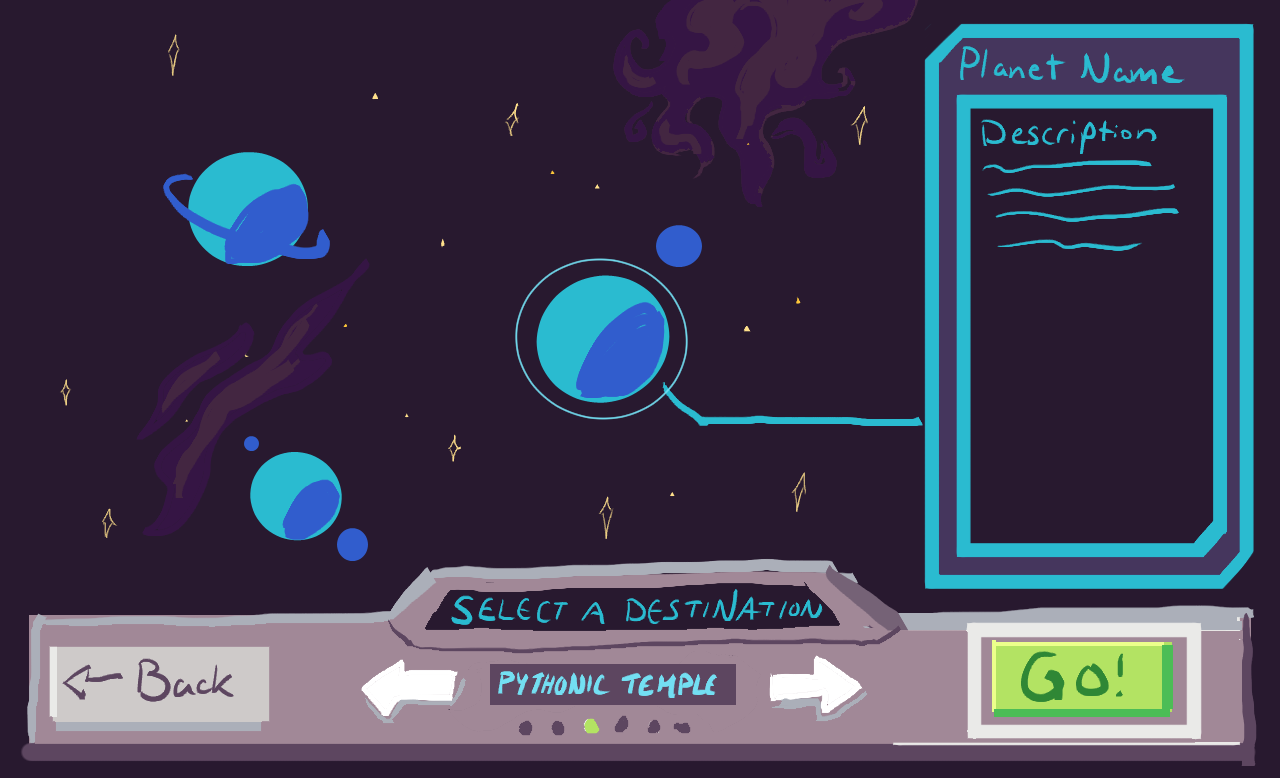 Planet Name
Description
SELECT A DESTINATION
Back
PYTHONIC TEMPLE
GO!